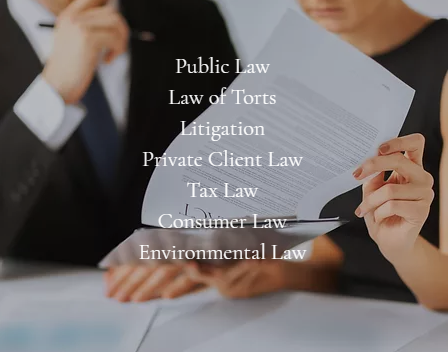 Public Law
Law of Torts
Litigation
Private Client Law
Tax Law
Consumer Law
Environmental Law